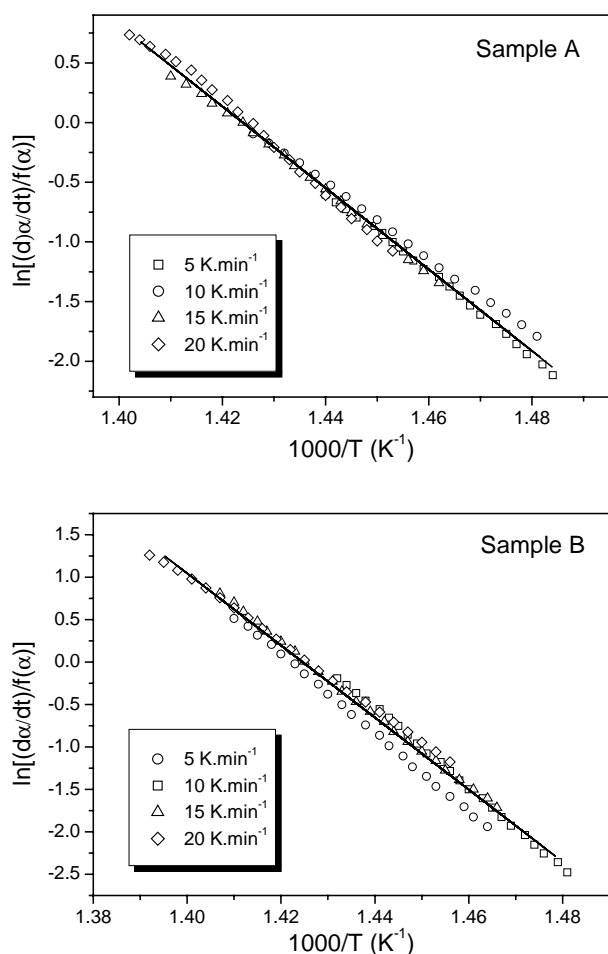 Sample A
ln[(d)α/dt)/f(α)]
0.5
0.0
-0.5
-1.0
-1.5
-2.0
5 K.min⁻¹
10 K.min⁻¹
15 K.min⁻¹
20 K.min⁻¹
1.40 1.42 1.44 1.46 1.48
1000/T (K⁻¹)
Sample B
ln[(dα/dt)/f(α)]
1.5
1.0
0.5
0.0
-0.5
-1.0
-1.5
-2.0
-2.5
5 K.min⁻¹
10 K.min⁻¹
15 K.min⁻¹
20 K.min⁻¹
1.38 1.40 1.42 1.44 1.46 1.48
1000/T (K⁻¹)